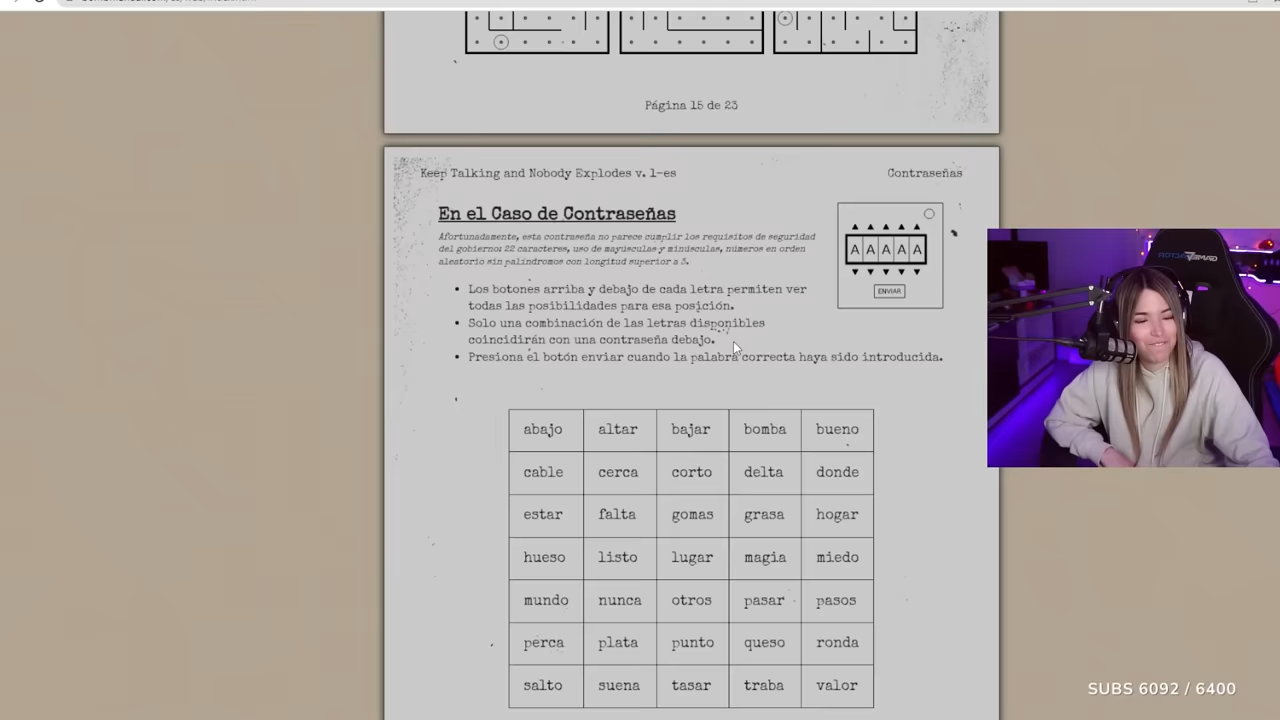 Página 15 de 23
Keep Talking and Nobody Explodes v. 1-es
Contraseñas
En el Caso de Contraseñas
Afortunadamente, esta contraseña no parece cumplir los requisitos de seguridad
del gobierno: 22 caracteres, uso de mayúsculas y minúsculas, números en orden
aleatorio sin palíndromos con longitud superior a 3.
A A A A A
ENVIAR
• Los botones arriba y debajo de cada letra permiten ver
todas las posibilidades para esa posición.
• Solo una combinación de las letras disponibles
coincidirán con una contraseña debajo.
• Presiona el botón enviar cuando la palabra correcta haya sido introducida.
abajo altar bajar bomba bueno
cable cerca corto delta donde
estar falta gomas grasa hogar
hueso listo lugar magia miedo
mundo nunca otros pasar pasos
perca plata punto queso ronda
salto suena tasar traba valor
SUBS 6092 / 6400